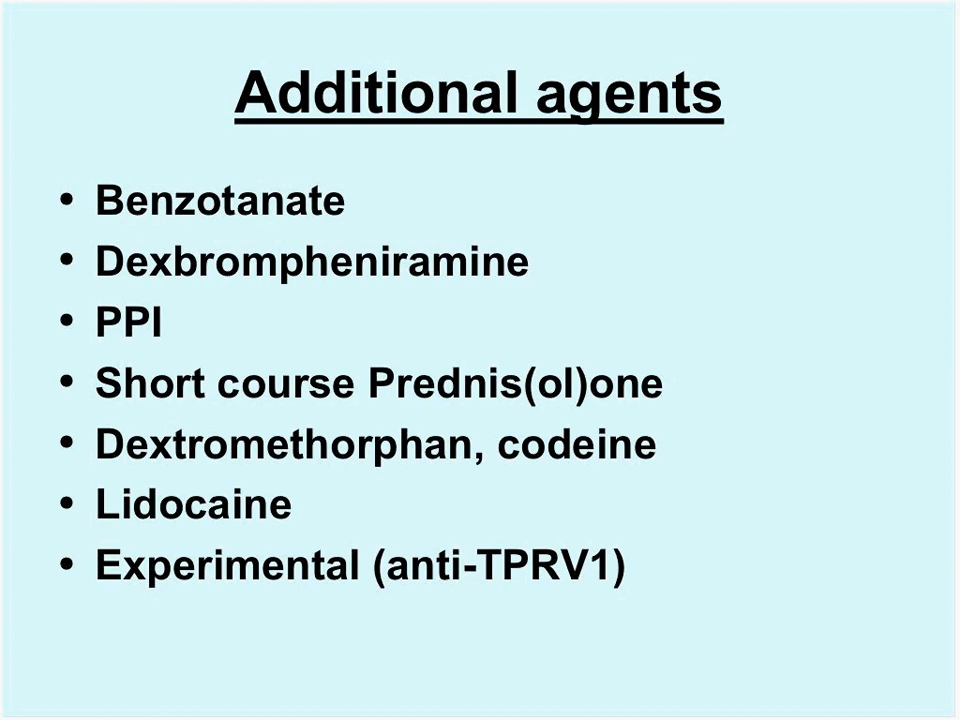 Additional agents
• Benzotanate
• Dexbrompheniramine
• PPI
• Short course Prednis(ol)one
• Dextromethorphan, codeine
• Lidocaine
• Experimental (anti-TPRV1)